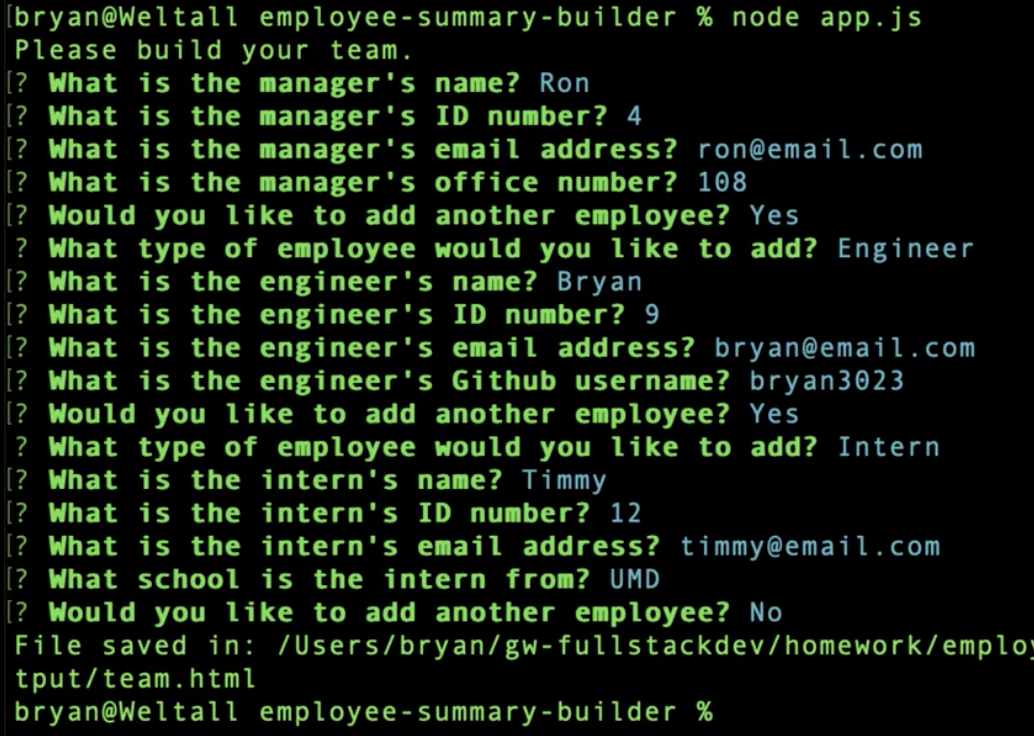 [bryan@Weltall employee-summary-builder % node app.js
Please build your team.
[? What is the manager's name? Ron
[? What is the manager's ID number? 4
[? What is the manager's email address? ron@email.com
[? What is the manager's office number? 108
[? Would you like to add another employee? Yes
? What type of employee would you like to add? Engineer
[? What is the engineer's name? Bryan
[? What is the engineer's ID number? 9
[? What is the engineer's email address? bryan@email.com
[? What is the engineer's Github username? bryan3023
[? Would you like to add another employee? Yes
? What type of employee would you like to add? Intern
[? What is the intern's name? Timmy
[? What is the intern's ID number? 12
[? What is the intern's email address? timmy@email.com
[? What school is the intern from? UMD
[? Would you like to add another employee? No
File saved in: /Users/bryan/gw-fullstackdev/homework/employ
tput/team.html
bryan@Weltall employee-summary-builder %